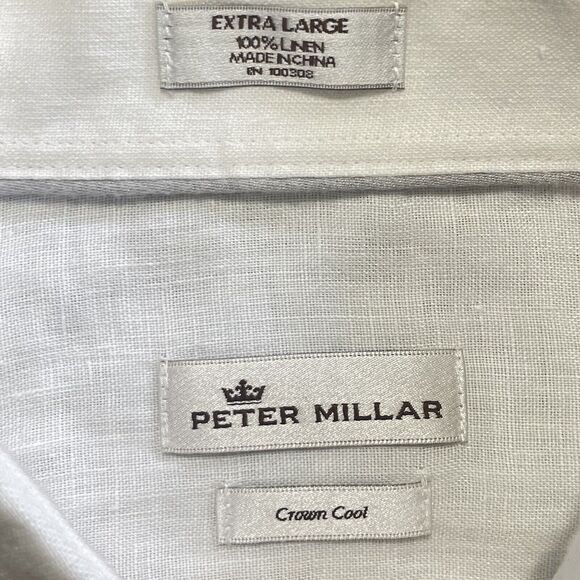 EXTRA LARGE
100% LINEN
MADE IN CHINA
RN 100308
PETER MILLAR
Crown Cool